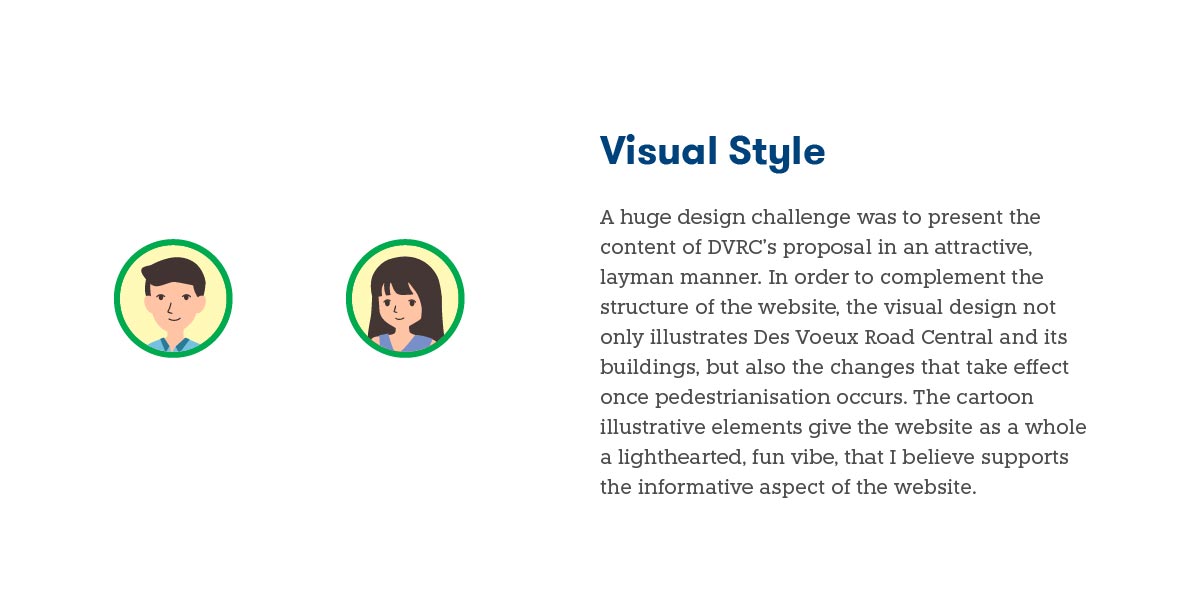 Visual Style
A huge design challenge was to present the
content of DVRC’s proposal in an attractive,
layman manner. In order to complement the
structure of the website, the visual design not
only illustrates Des Voeux Road Central and its
buildings, but also the changes that take effect
once pedestrianisation occurs. The cartoon
illustrative elements give the website as a whole
a lighthearted, fun vibe, that I believe supports
the informative aspect of the website.